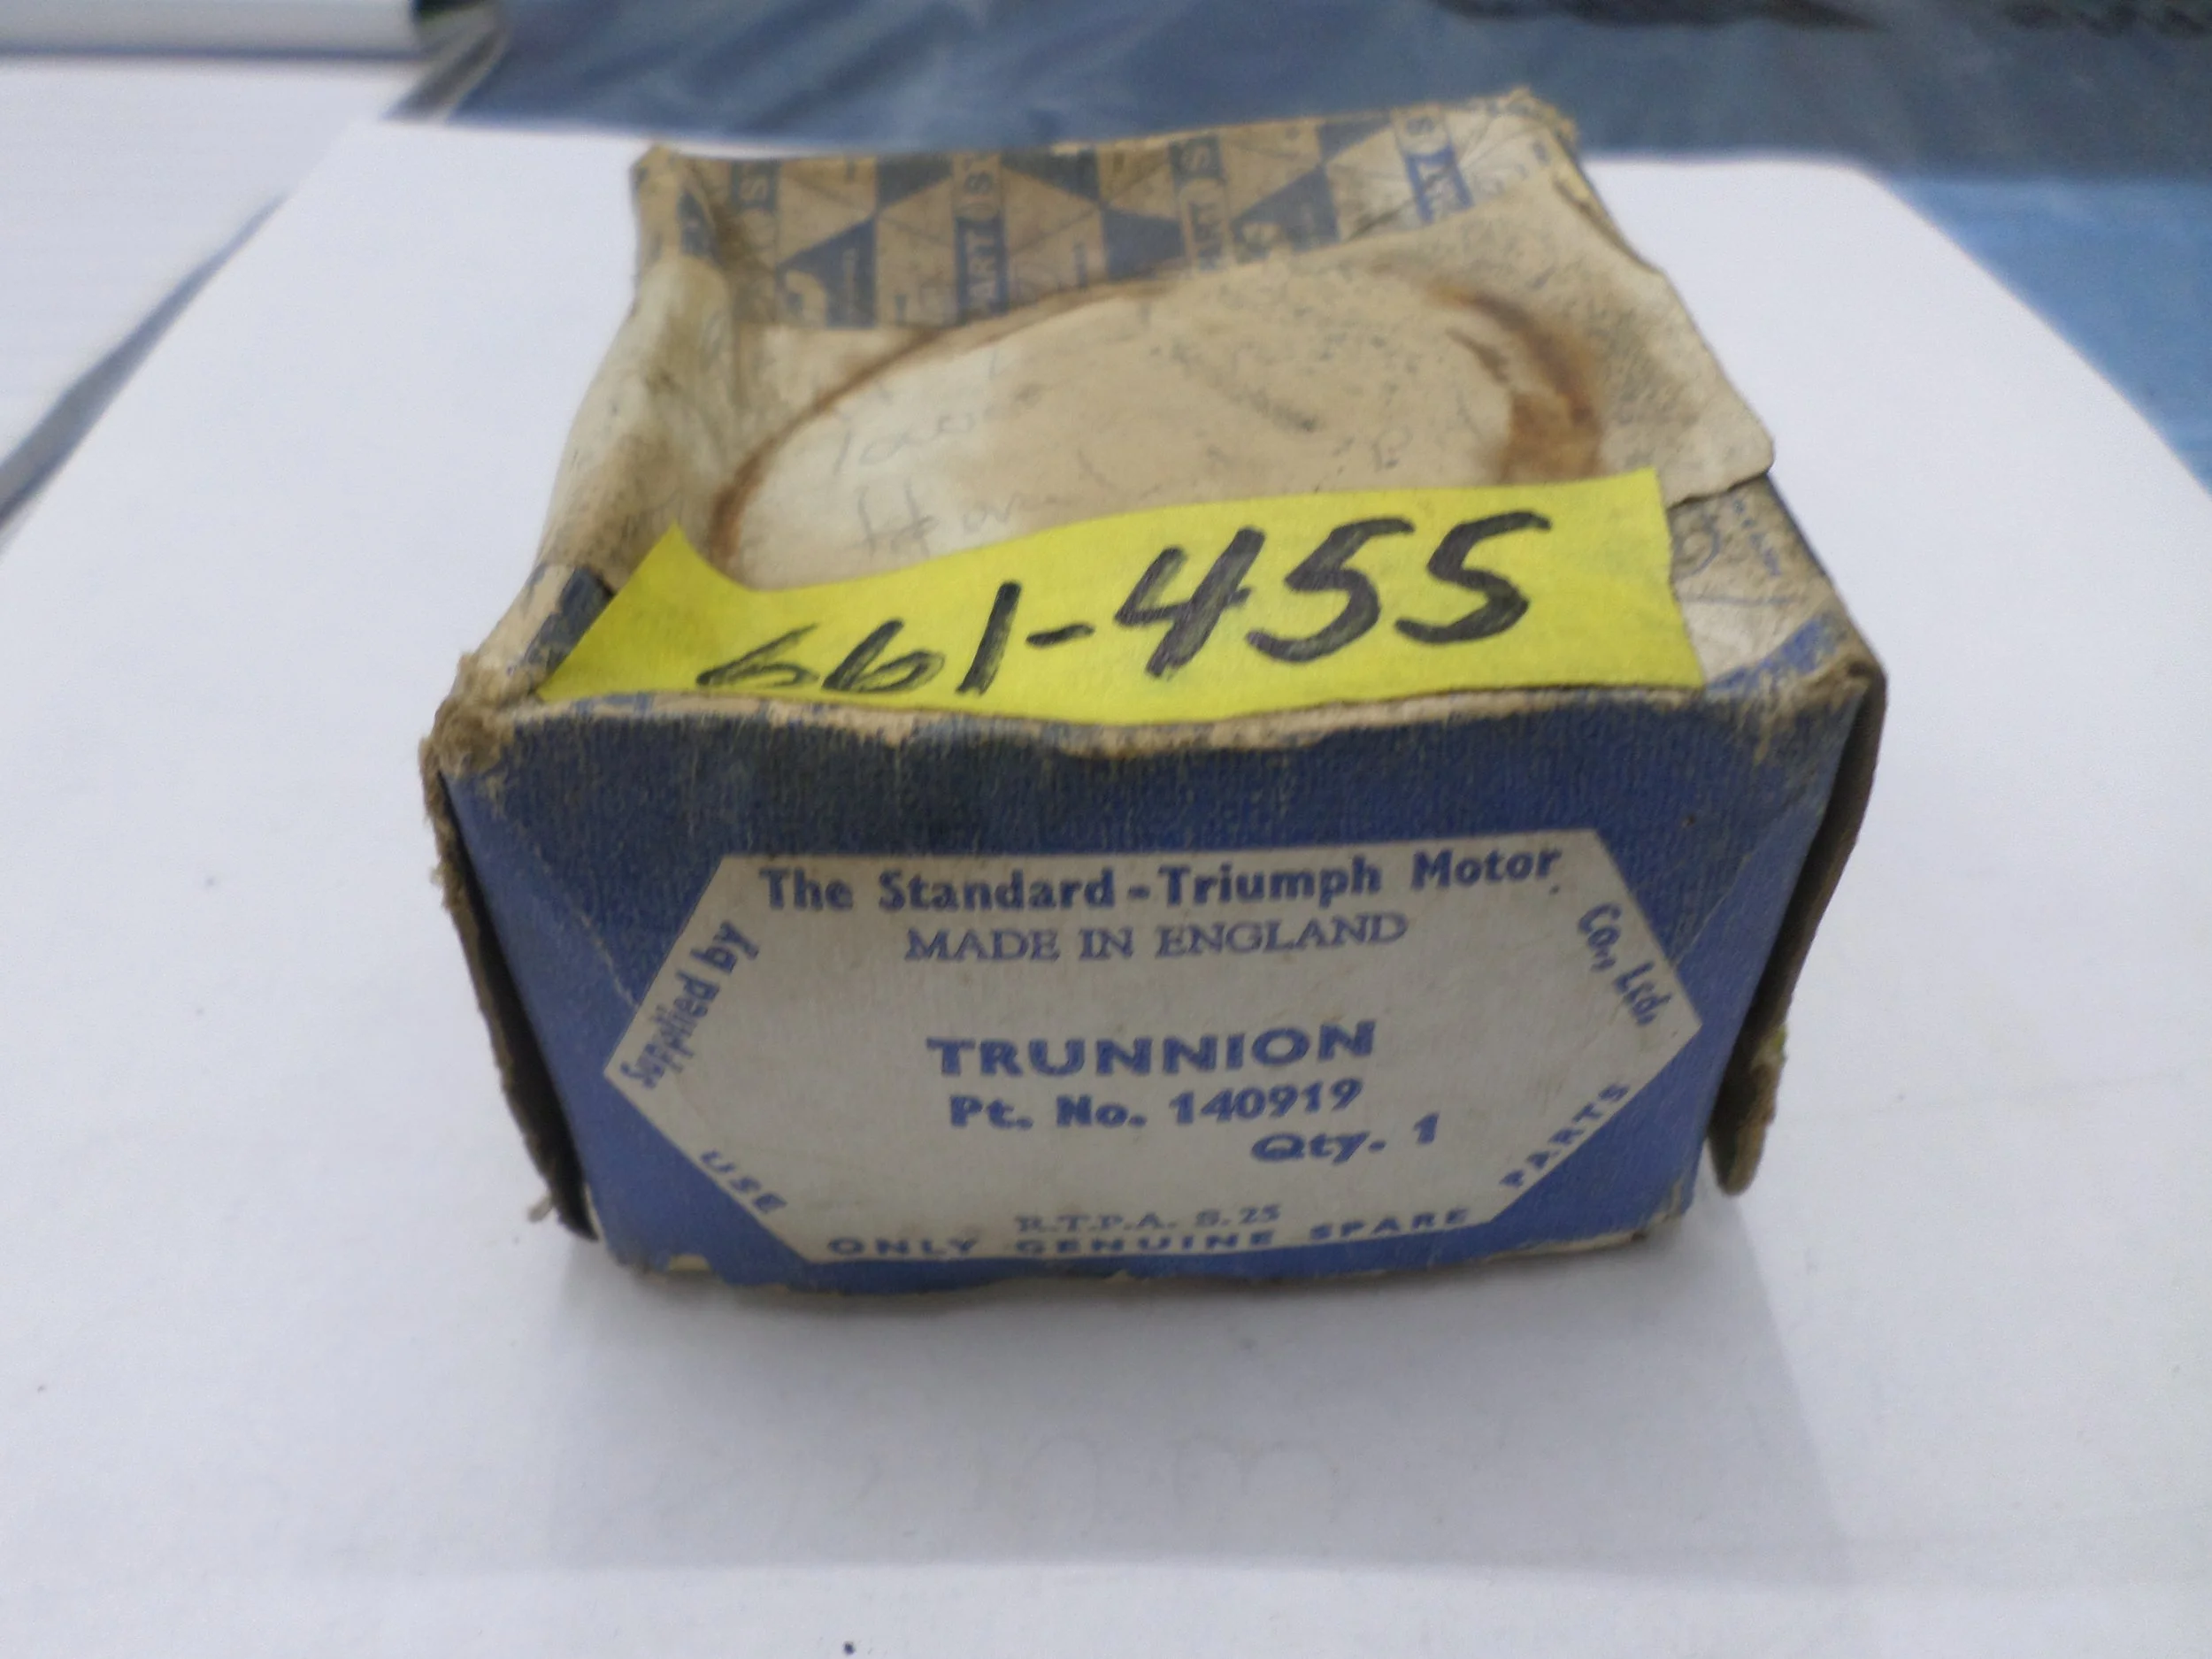 661-455
Supplied by
The Standard-Triumph Motor
Co., Ltd.
MADE IN ENGLAND
TRUNNION
Pt. No. 140919
Qty. 1
R.T.P.A. S.25
USE
ONLY GENUINE SPARE
PARTS